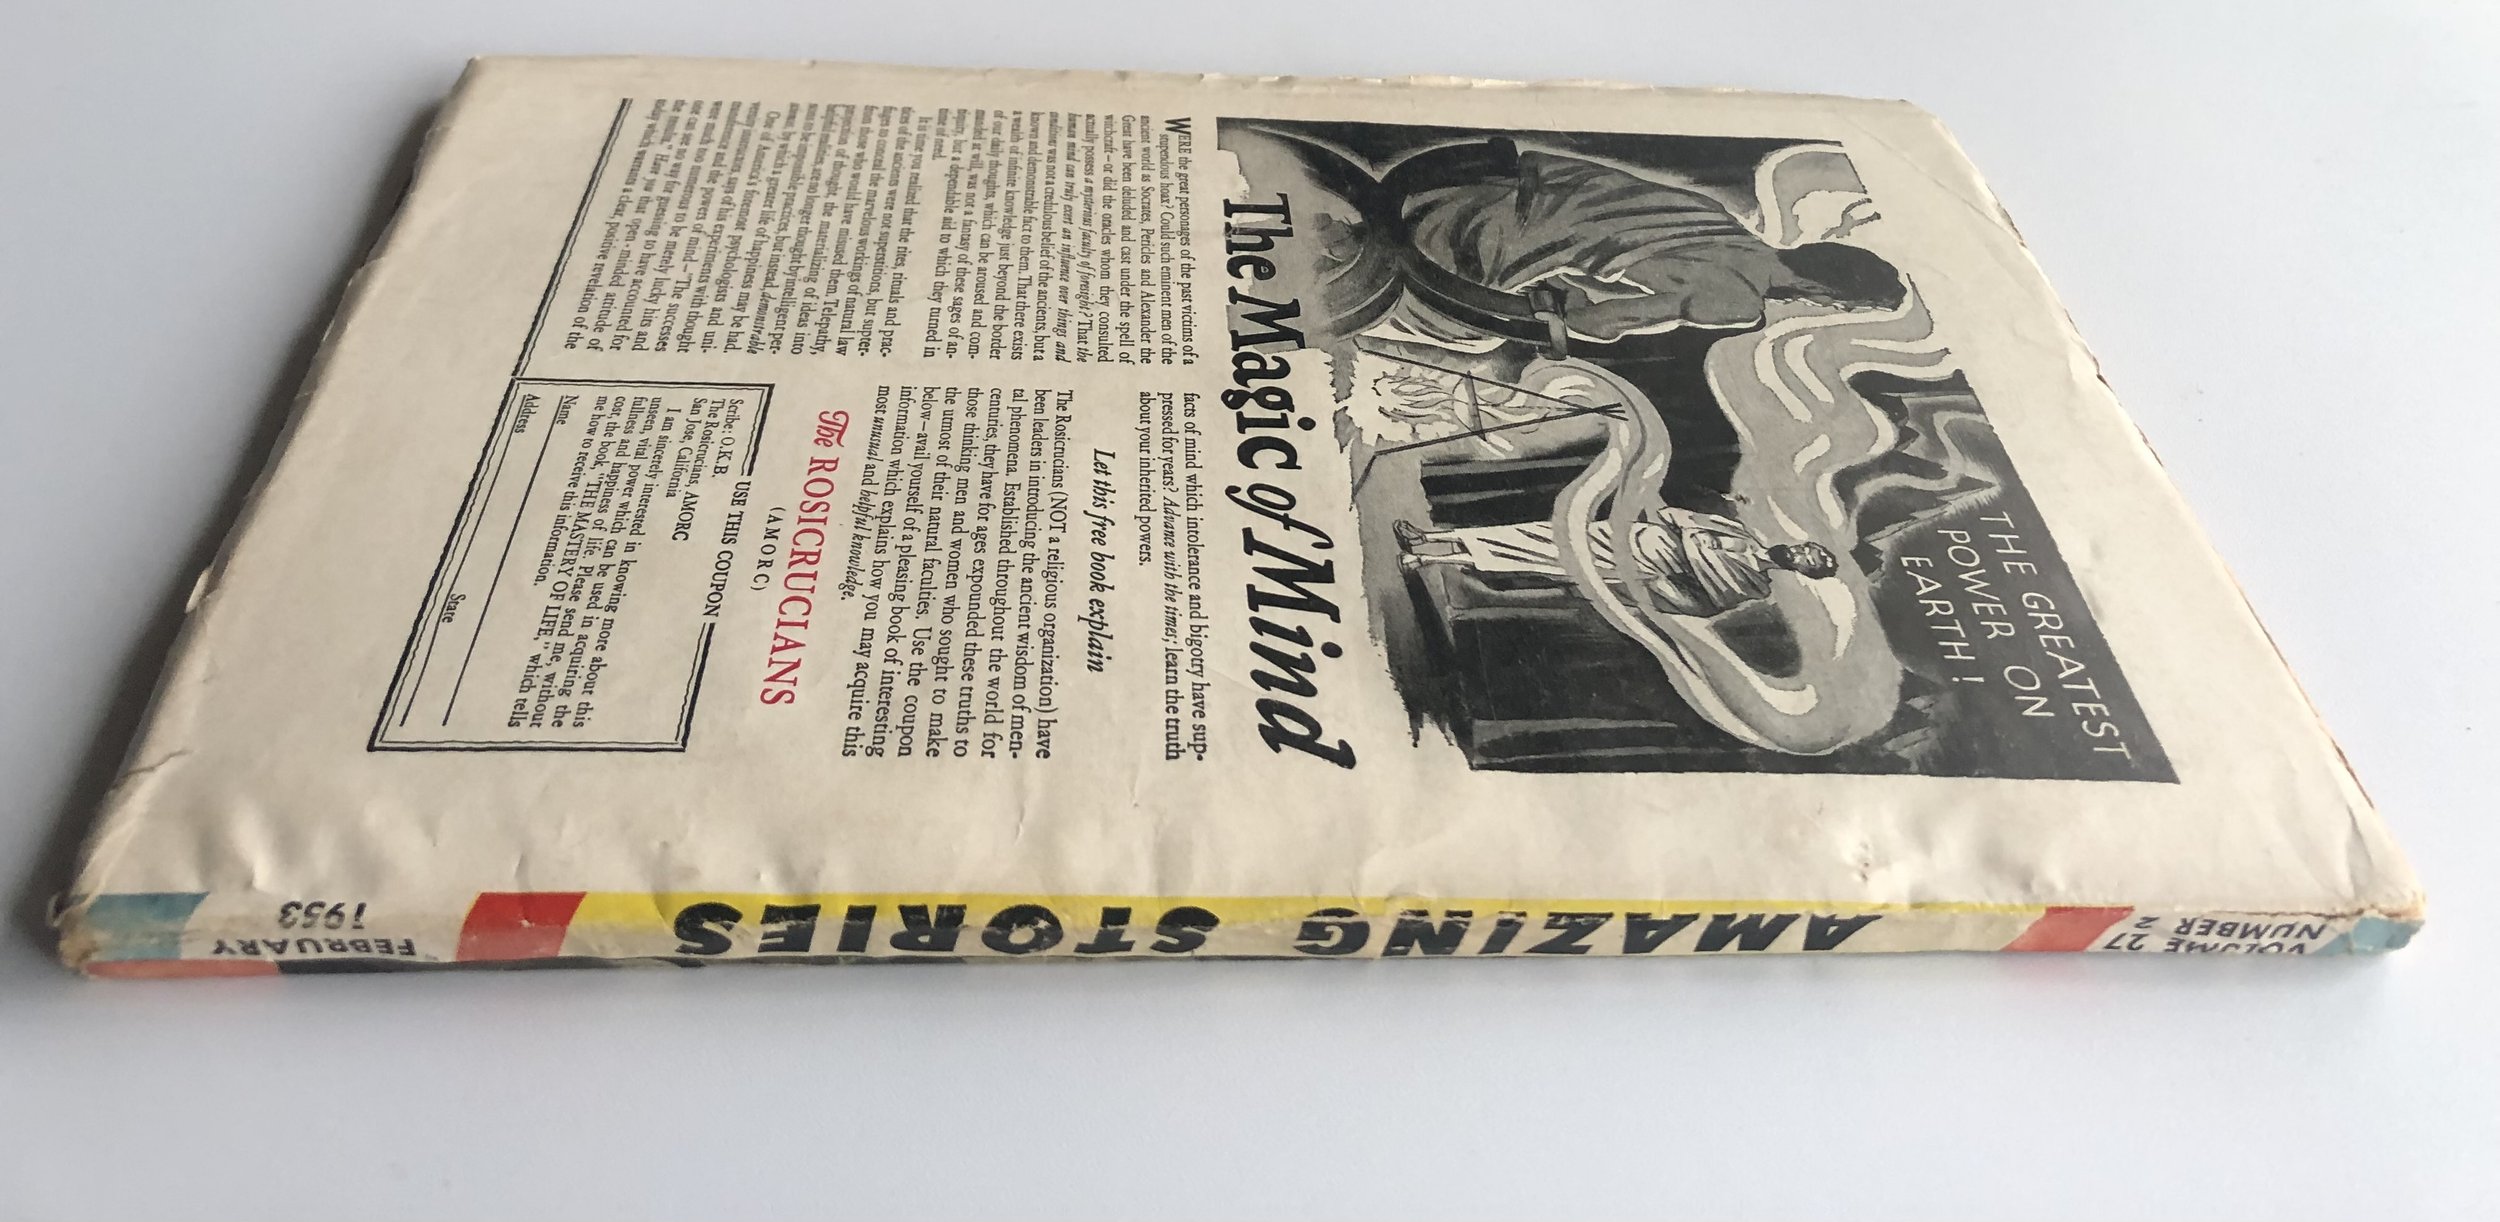 THE GREATEST
POWER ON
EARTH!
The Magic of Mind
WERE the great personages of the past victims of a
stupendous hoax? Could such eminent men of the
ancient world as Socrates, Pericles and Alexander the
Great have been deluded and cast under the spell of
witchcraft—or did the oracles whom they consulted
actually possess a mysterious faculty of foresight? That the
human mind can truly exert an influence over things and
conditions was not a credulous belief of the ancients, but a
known and demonstrable fact to them. That there exists
a wealth of infinite knowledge just beyond the border
of our daily thoughts, which can be aroused and com-
manded at will, was not a fantasy of these sages of an-
tiquity, but a dependable aid to which they turned in
time of need.
It is time you realized that the rites, rituals and prac-
tices of the ancients were not superstitions, but subter-
fuges to conceal the marvelous workings of natural law
from those who would have misused them. Telepathy,
projection of thought, the materializing of ideas into
helpful realities, are no longer thought by intelligent per-
sons to be impossible practices, but instead, demonstrable
sciences, by which a greater life of happiness may be had.
One of America's foremost psychologists and uni-
versity instructors, says of his experiments with thought
transference and the powers of mind—"The successes
were much too numerous to be merely lucky hits and
one can see no way for guessing to have accounted for
the results." Have you that open-minded attitude of
today which warrants a clear, positive revelation of the
facts of mind which intolerance and bigotry have sup-
pressed for years? Advance with the times; learn the truth
about your inherited powers.
Let this free book explain
The Rosicrucians (NOT a religious organization) have
been leaders in introducing the ancient wisdom of men-
tal phenomena. Established throughout the world for
centuries, they have for ages expounded these truths to
those thinking men and women who sought to make
the utmost of their natural faculties. Use the coupon
below—avail yourself of a pleasing book of interesting
information which explains how you may acquire this
most unusual and helpful knowledge.
The ROSICRUCIANS
(AMORC)
USE THIS COUPON
Scribe: O.K.B.
The Rosicrucians, AMORC
San Jose, California
I am sincerely interested in knowing more about this
unseen, vital power which can be used in acquiring the
fullness and happiness of life. Please send me, without
cost, the book, "THE MASTERY OF LIFE," which tells
me how to receive this information.
Name
Address
State
VOLUME 27
NUMBER 2
AMAZING STORIES
FEBRUARY
1953